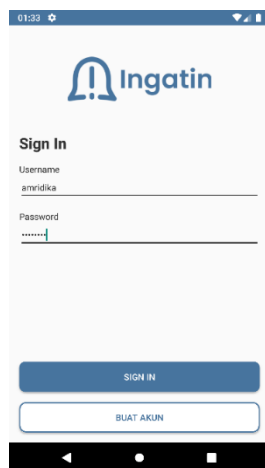 01:33
Ingatin
Sign In
Username
amridika
Password
••••••••
SIGN IN
BUAT AKUN